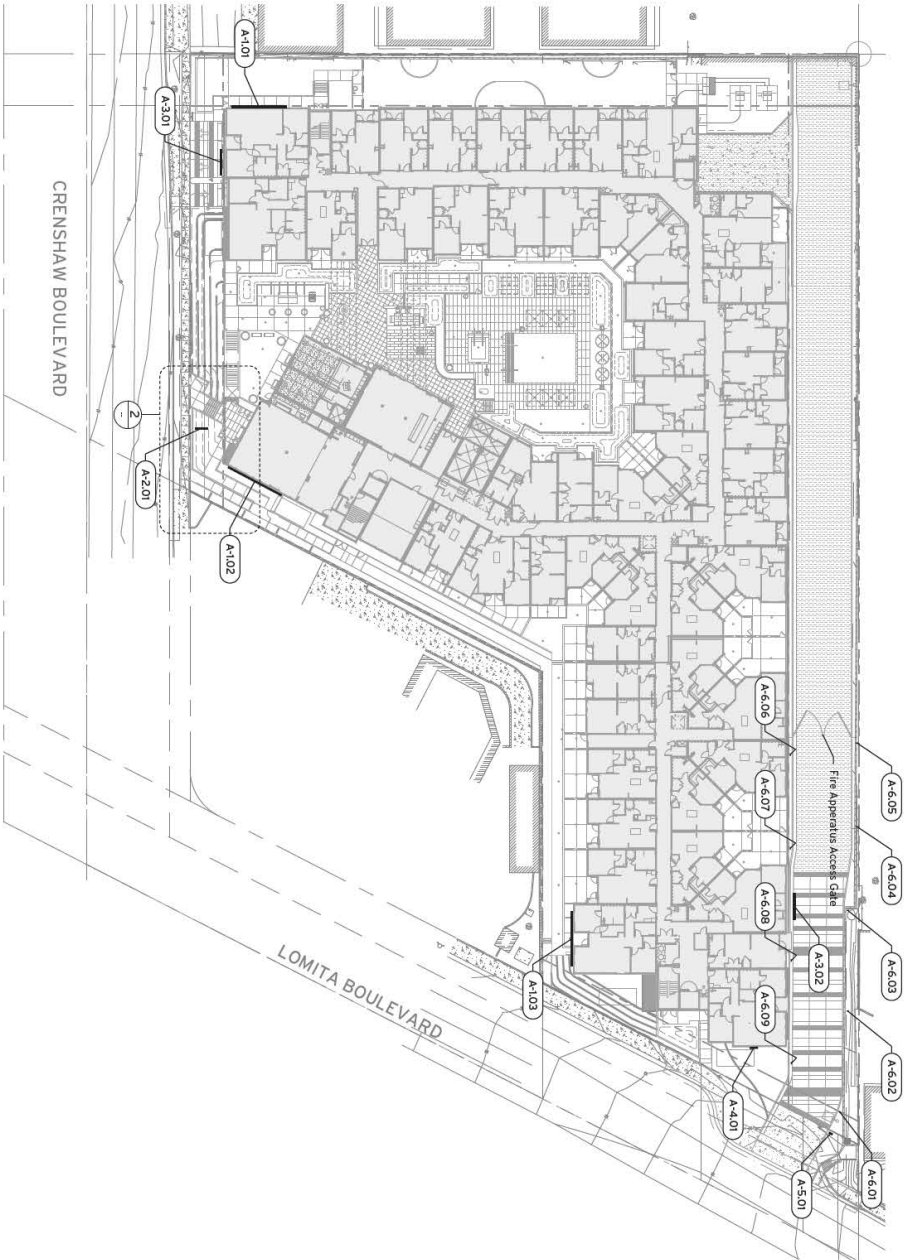 A-1.01
A-3.01
CRENSHAW BOULEVARD
2
A-2.01
A-1.02
A-6.05
A-6.06
Fire Apperatus Access Gate
A-6.04
A-6.07
A-6.03
A-6.08
A-3.02
A-1.03
LOMITA BOULEVARD
A-6.09
A-6.02
A-4.01
A-6.01
A-5.01